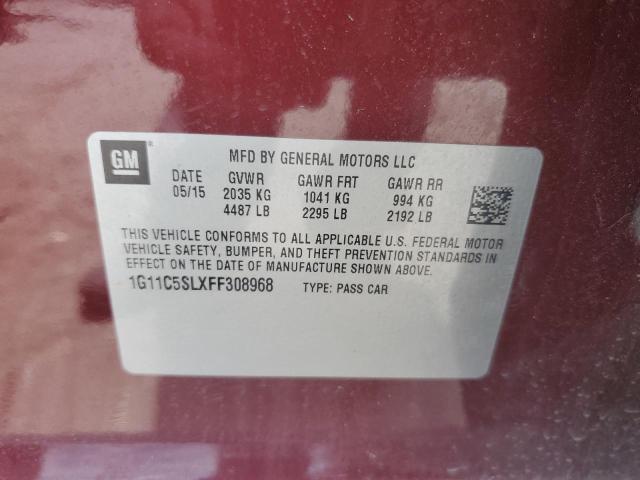 GM
MFD BY GENERAL MOTORS LLC
DATE GVWR GAWR FRT GAWR RR
05/15 2035 KG 1041 KG 994 KG
4487 LB 2295 LB 2192 LB
THIS VEHICLE CONFORMS TO ALL APPLICABLE U.S. FEDERAL MOTOR
VEHICLE SAFETY, BUMPER, AND THEFT PREVENTION STANDARDS IN
EFFECT ON THE DATE OF MANUFACTURE SHOWN ABOVE.
1G11C5SLXFF308968 TYPE: PASS CAR